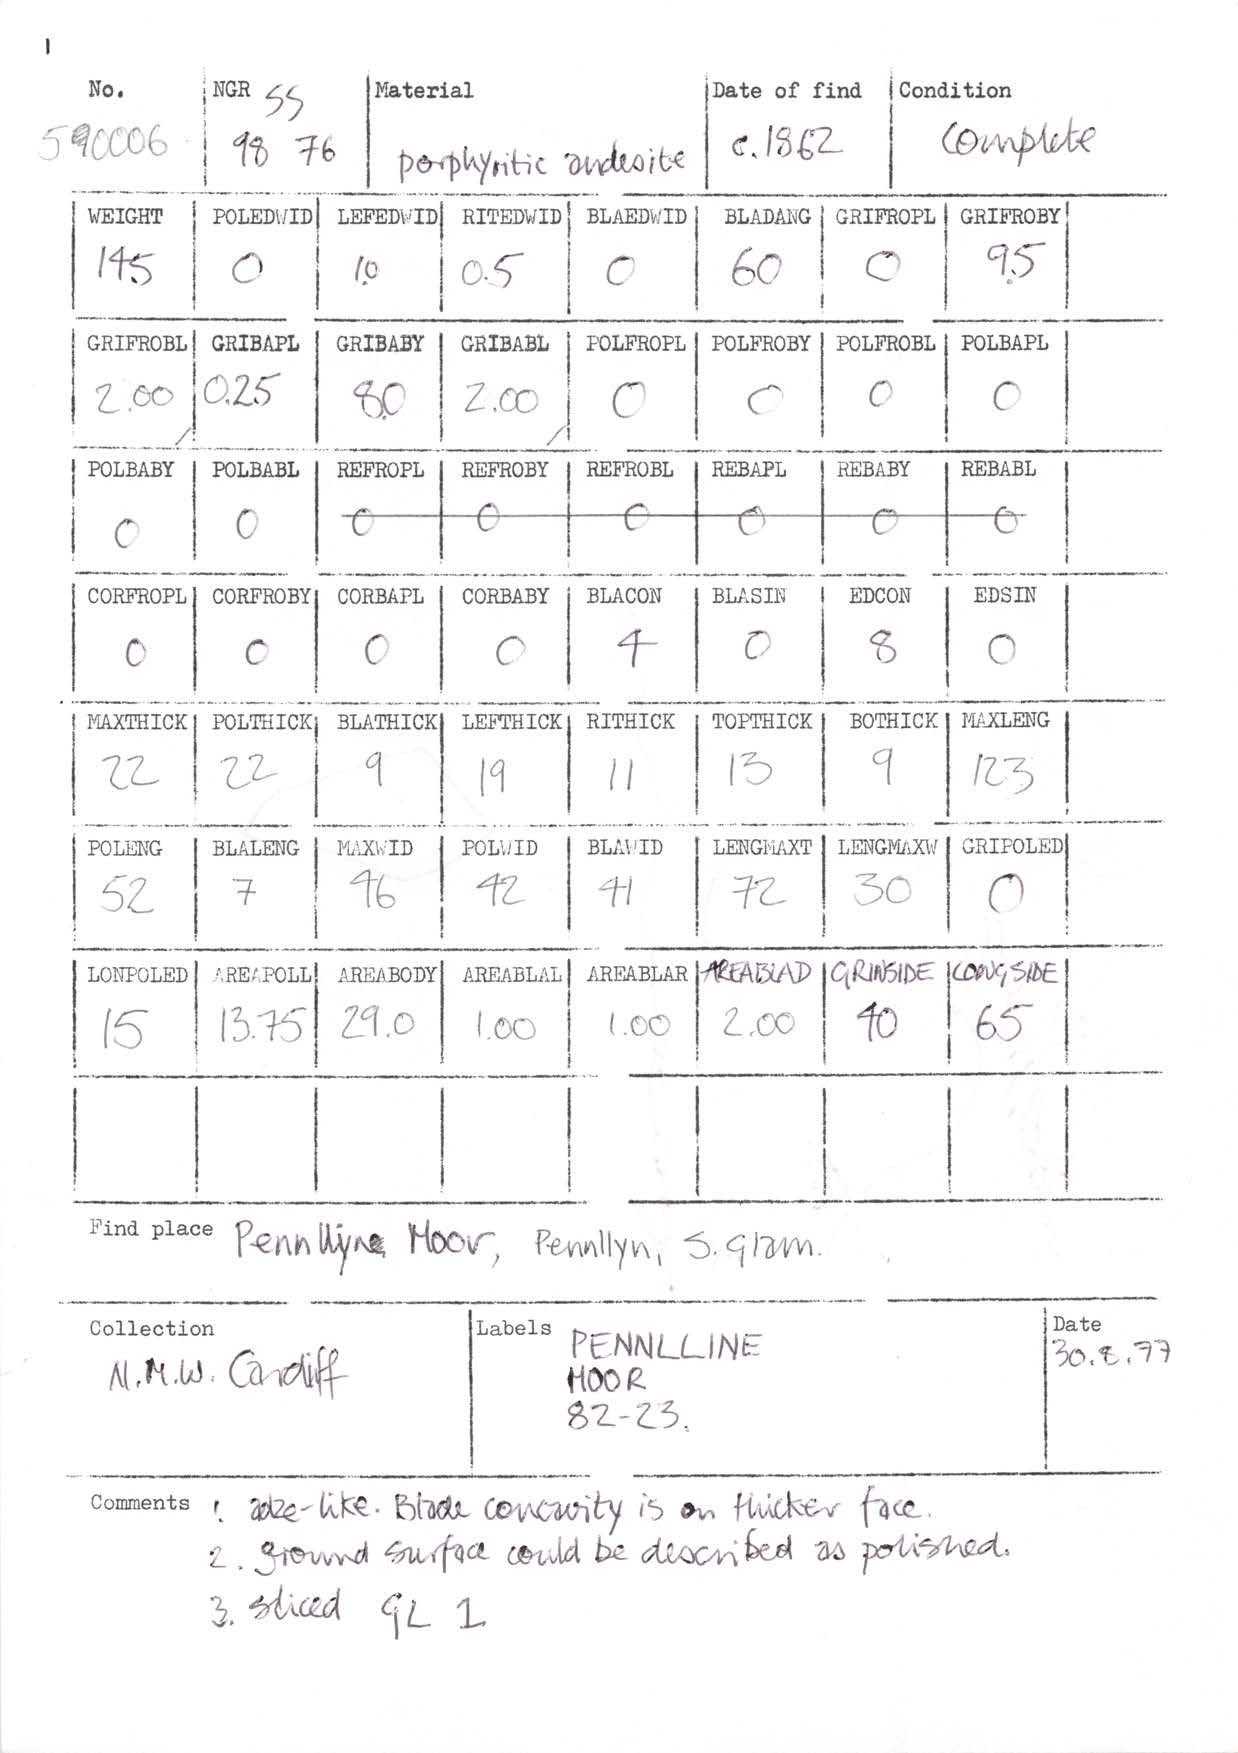 1
No. NGR SS Material Date of find Condition
590006 98 76 porphyritic andesite c.1862 Complete
WEIGHT POLEDWID LEFEDWID RITEDWID BLAEDWID BLADANG GRIFROPL GRIFROBY
145 0 1.0 0.5 0 60 0 9.5
GRIFROBL GRIBAPL GRIBABY GRIBABL POLFROPL POLFROBY POLFROBL POLBAPL
2.00 0.25 8.0 2.00 0 0 0 0
POLBABY POLBABL REFROPL REFROBY REFROBL REBAPL REBABY REBABL
0 0 0 0 0 0 0 0
CORFROPL CORFROBY CORBAPL CORBABY BLACON BLASIN EDCON EDSIN
0 0 0 0 4 0 8 0
MAXTHICK POLTHICK BLATHICK LEFTHICK RITHICK TOPTHICK BOTHICK MAXLENG
22 22 9 19 11 13 9 123
POLENG BLALENG MAXWID POLWID BLAWID LENGMAXT LENGMAXW GRIPOLED
52 7 46 42 41 72 30 0
LONPOLED AREAPOLL AREABODY AREABLAL AREABLAR AREABLAD GRINSIDE LONGSIDE
15 13.75 29.0 1.00 1.00 2.00 40 65
Find place Pennllyne Moor, Pennllyn, S. Glam.
Collection Labels PENNLLINE Date
N.M.W. Cardiff MOOR 30.8.77
82-23.
Comments 1. adze-like. Blade concavity is on thicker face.
2. ground surface could be described as polished.
3. sliced GL 1